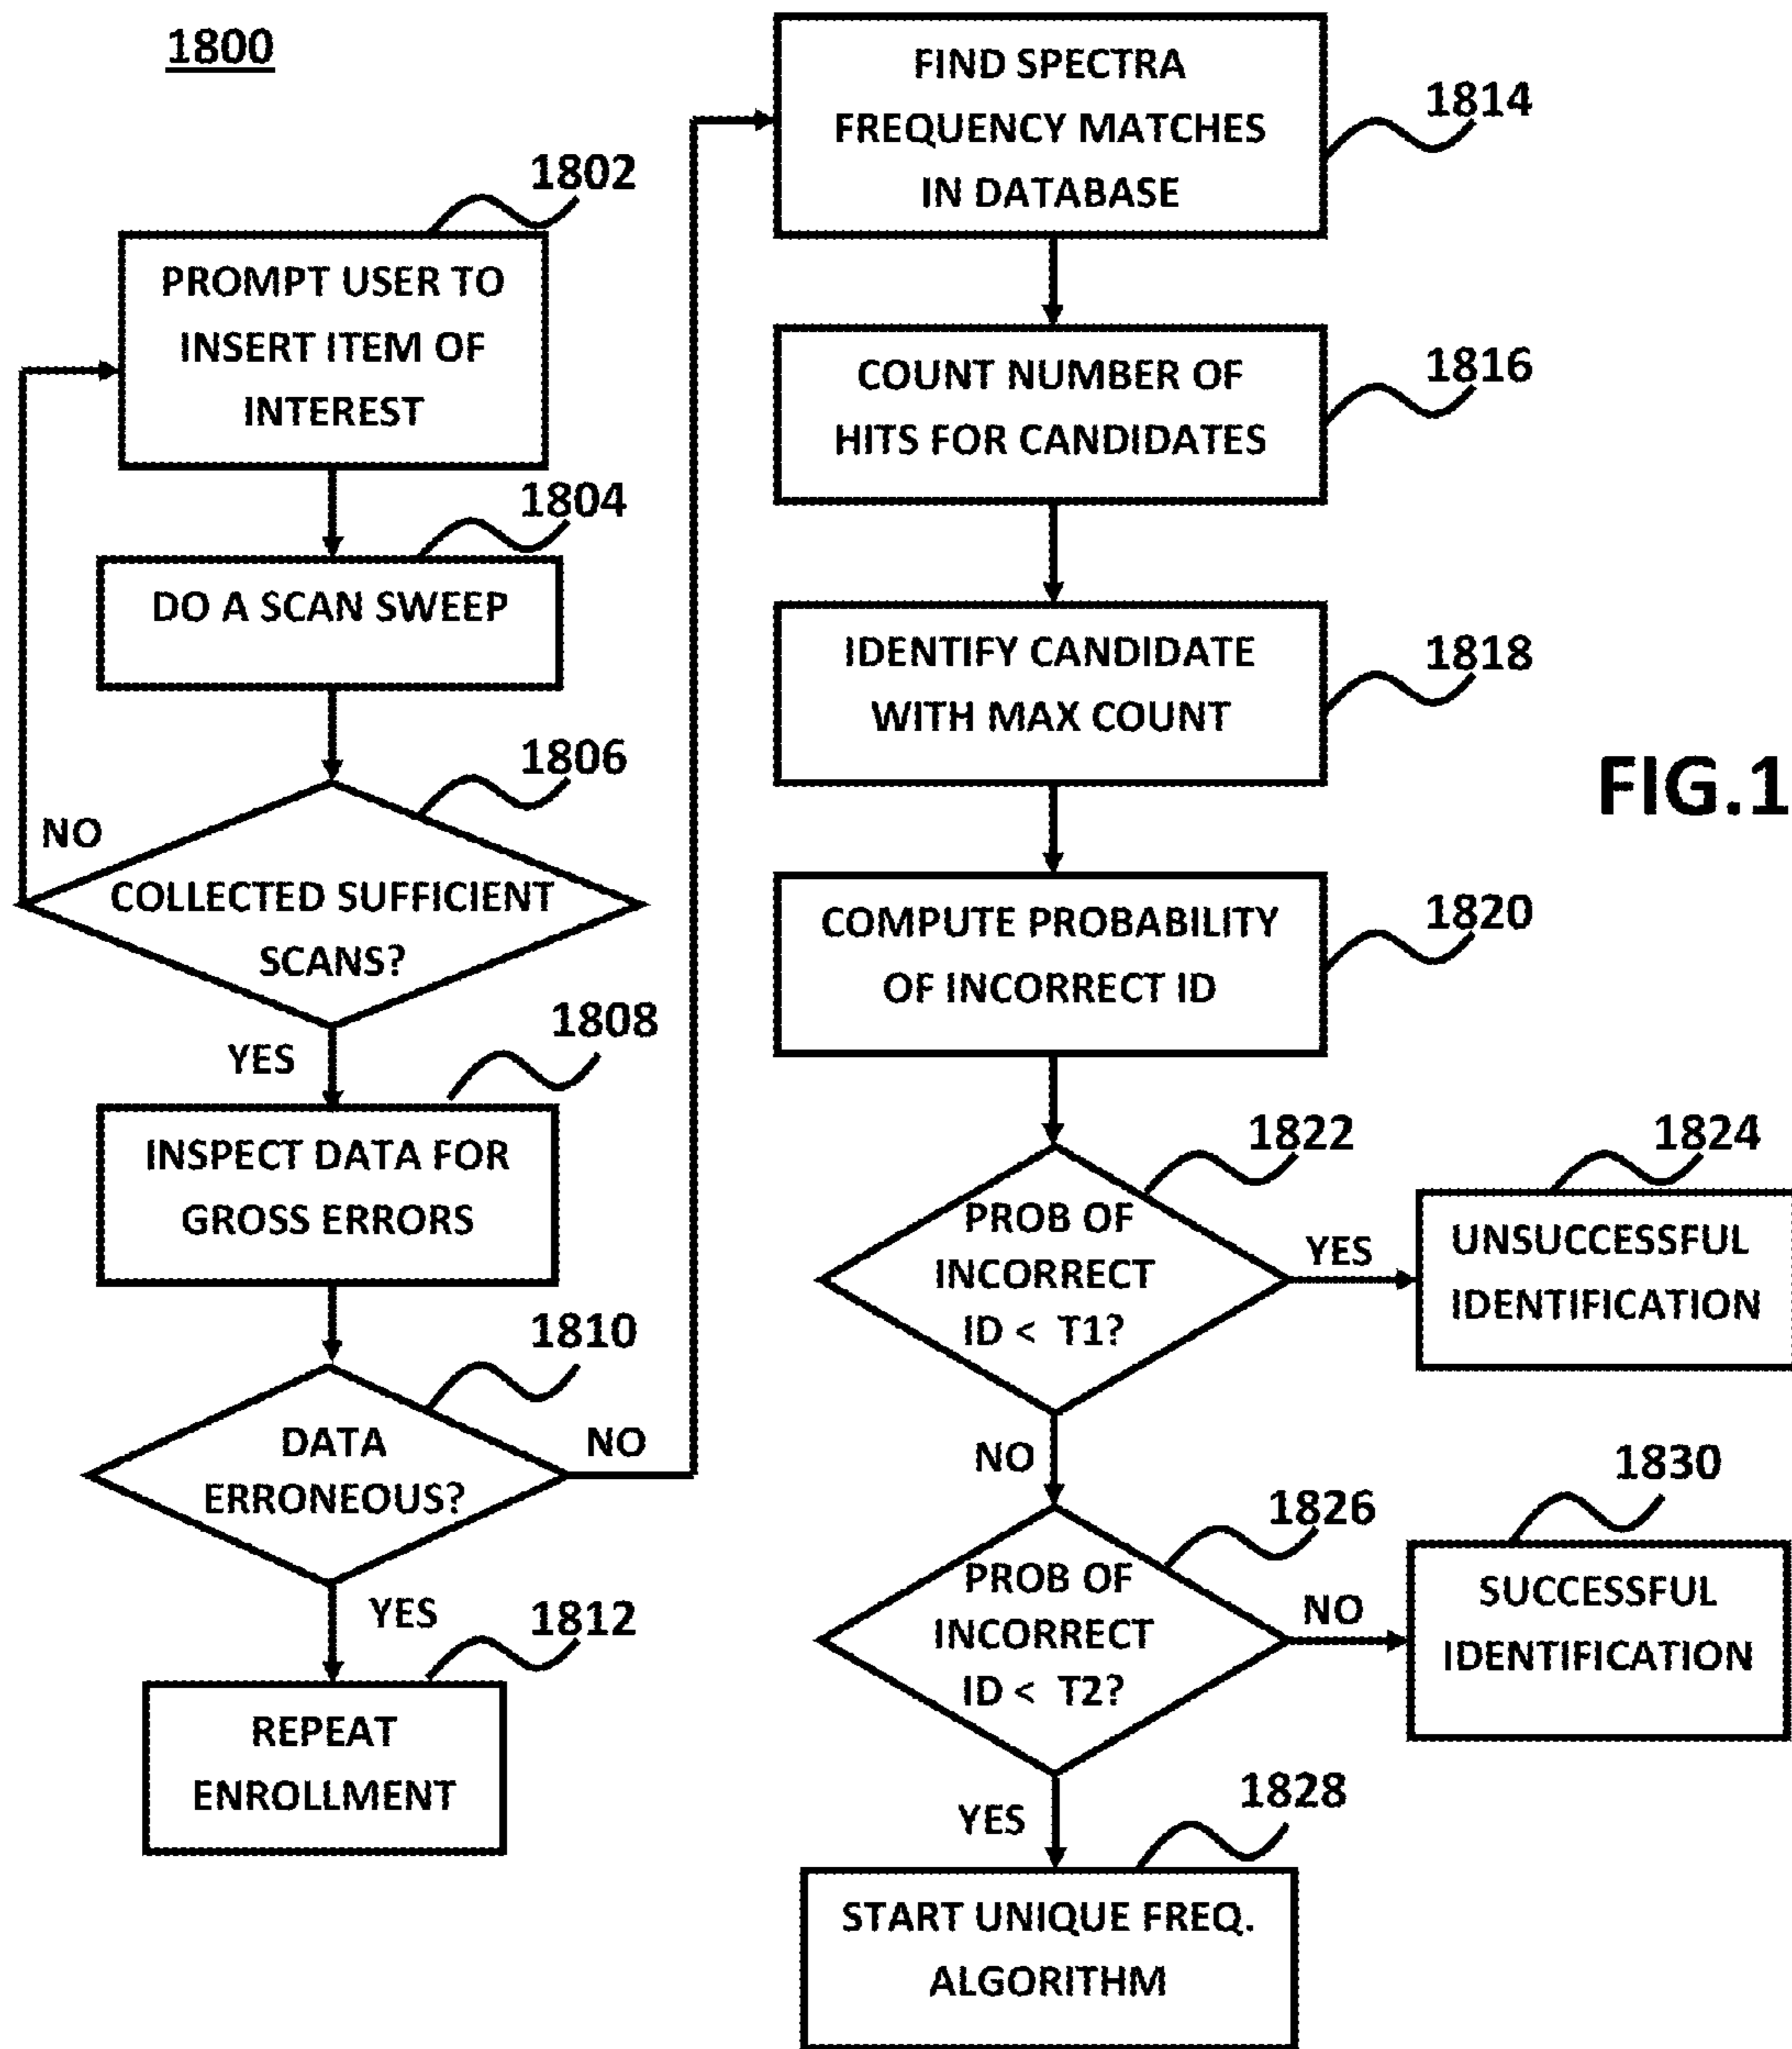 1800
1802
PROMPT USER TO
INSERT ITEM OF
INTEREST
1804
DO A SCAN SWEEP
1806
NO
COLLECTED SUFFICIENT
SCANS?
YES
1808
INSPECT DATA FOR
GROSS ERRORS
1810
DATA
ERRONEOUS?
NO
YES
1812
REPEAT
ENROLLMENT
FIND SPECTRA
FREQUENCY MATCHES
IN DATABASE
1814
COUNT NUMBER OF
HITS FOR CANDIDATES
1816
IDENTIFY CANDIDATE
WITH MAX COUNT
1818
FIG.1
COMPUTE PROBABILITY
OF INCORRECT ID
1820
1822
PROB OF
INCORRECT
ID < T1?
YES
1824
UNSUCCESSFUL
IDENTIFICATION
NO
1826
PROB OF
INCORRECT
ID < T2?
NO
1830
SUCCESSFUL
IDENTIFICATION
YES
1828
START UNIQUE FREQ.
ALGORITHM